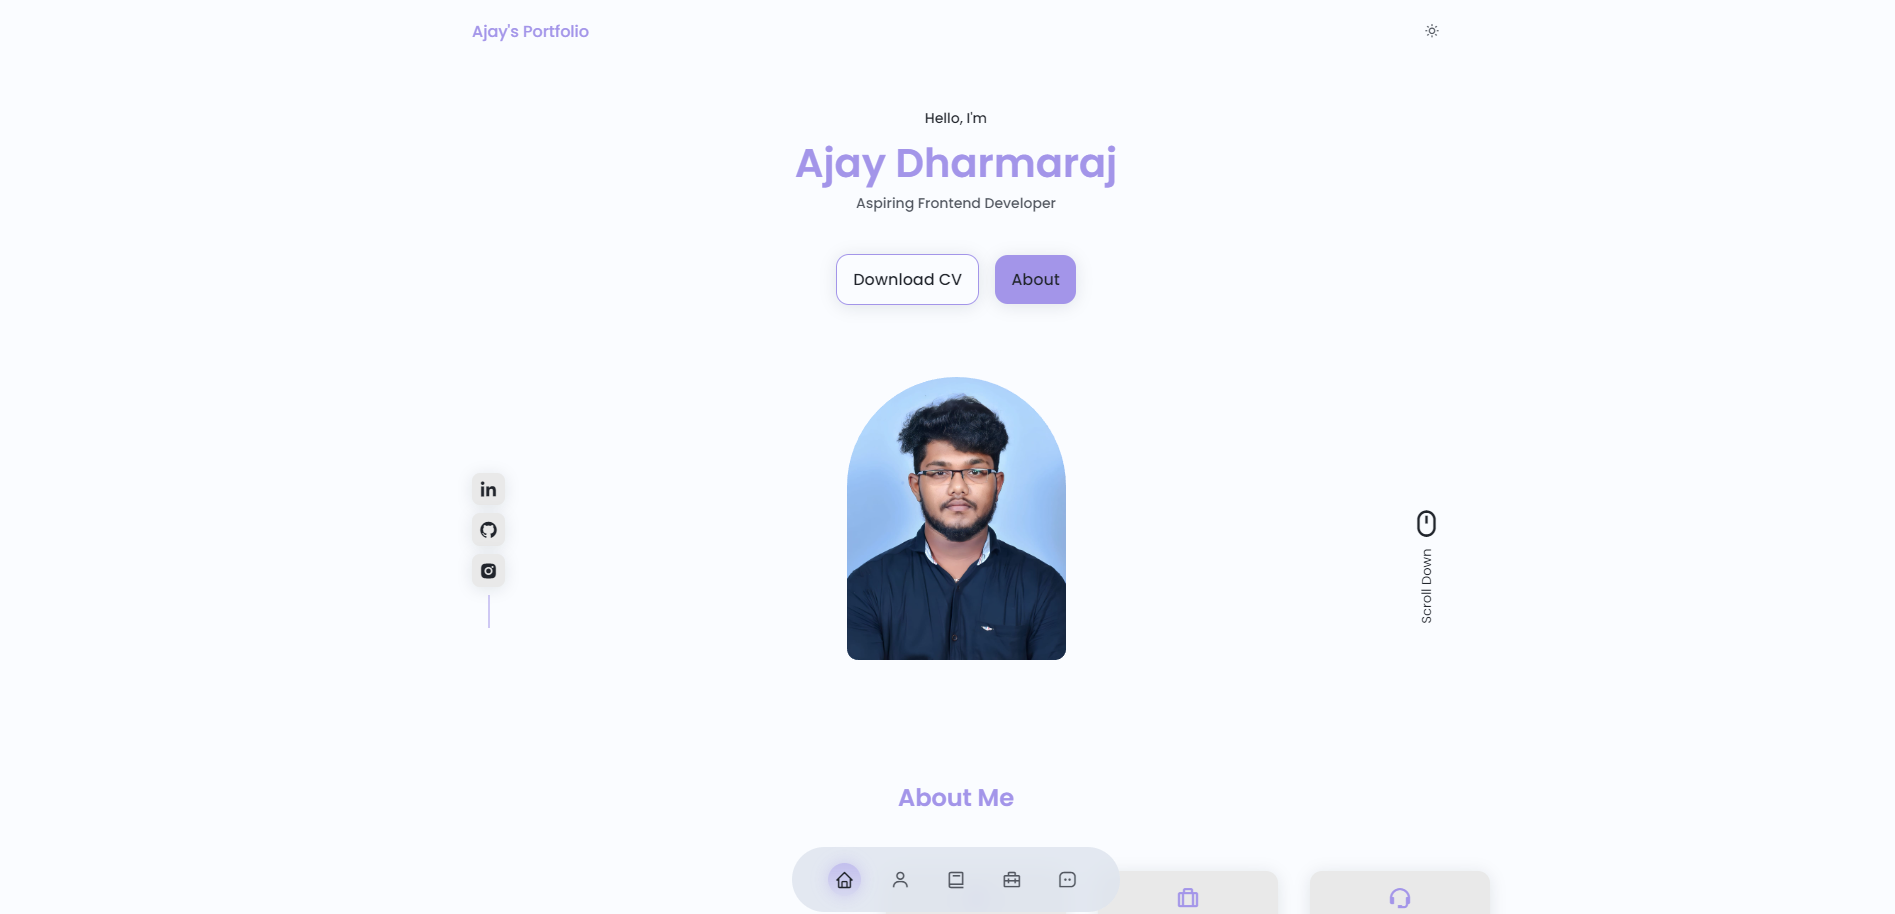 Ajay's Portfolio
Hello, I'm
Ajay Dharmaraj
Aspiring Frontend Developer
Download CV
About
Scroll Down
About Me